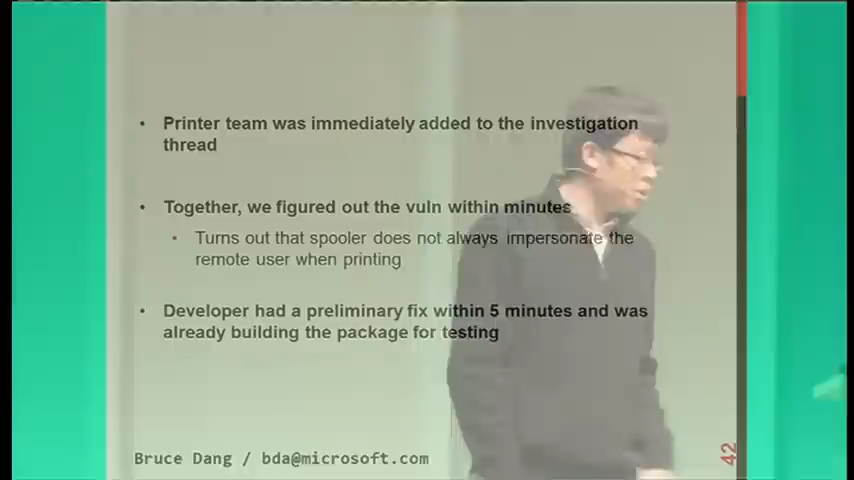 • Printer team was immediately added to the investigation
thread
• Together, we figured out the vuln within minutes
• Turns out that spooler does not always impersonate the
remote user when printing
• Developer had a preliminary fix within 5 minutes and was
already building the package for testing
Bruce Dang / bda@microsoft.com
42